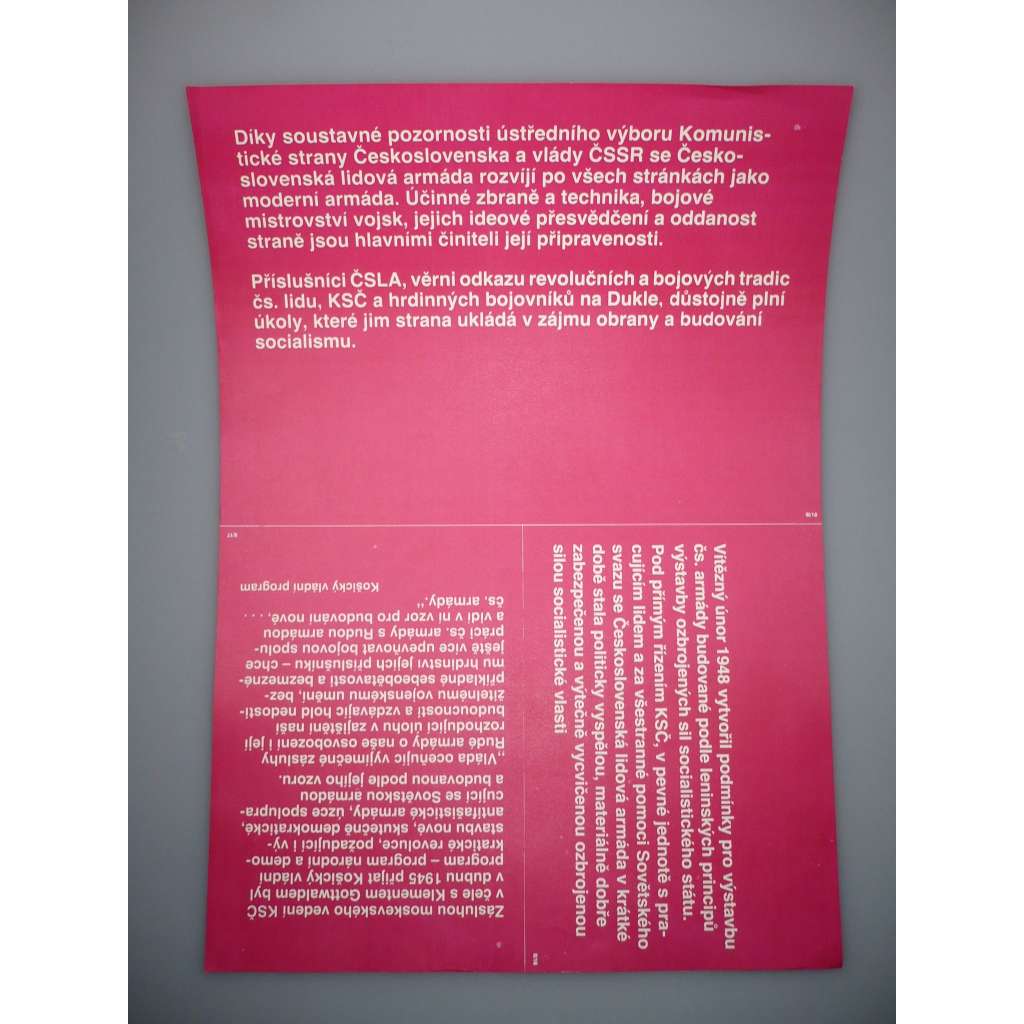 Díky soustavné pozornosti ústředního výboru Komunis-
tické strany Československa a vlády ČSSR se Česko-
slovenská lidová armáda rozvíjí po všech stránkách jako
moderní armáda. Účinné zbraně a technika, bojové
mistrovství vojsk, jejich ideové přesvědčení a oddanost
straně jsou hlavními činiteli její připravenosti.
Příslušníci ČSLA, věrni odkazu revolučních a bojových tradic
čs. lidu, KSČ a hrdinných bojovníků na Dukle, důstojně plní
úkoly, které jim strana ukládá v zájmu obrany a budování
socialismu.
Vítězný únor 1948 vytvořil podmínky pro výstavbu
čs. armády budované podle leninských principů
výstavby ozbrojených sil socialistického státu.
Pod přímým řízením KSČ, v pevné jednotě s pra-
cujícím lidem a za všestranné pomoci Sovětského
svazu se Československá lidová armáda v krátké
době stala politicky vyspělou, materiálně dobře
zabezpečenou a výtečně vycvičenou ozbrojenou
silou socialistické vlasti
Zásluhou moskevského vedení KSČ
v čele s Klementem Gottwaldem byl
v dubnu 1945 přijat Košický vládní
program – program národní a demo-
kratické revoluce, požadující i vý-
stavbu nové, skutečně demokratické,
antifašistické armády, úzce spolupra-
cující se Sovětskou armádou
a budovanou podle jejího vzoru.
„Vláda oceňujíc výjimečné zásluhy
Rudé armády o naše osvobození i její
rozhodující úlohu v zajištění naší
budoucnosti a vzdávajíc hold nedosti-
žitelnému vojenskému umění, bez-
příkladné sebeobětavosti a bezmezné-
mu hrdinství jejích příslušníků – chce
ještě více upevňovat bojovou spolu-
práci čs. armády s Rudou armádou
a vidí v ní vzor pro budování nové, . . . .
čs. armády.“
Košický vládní program